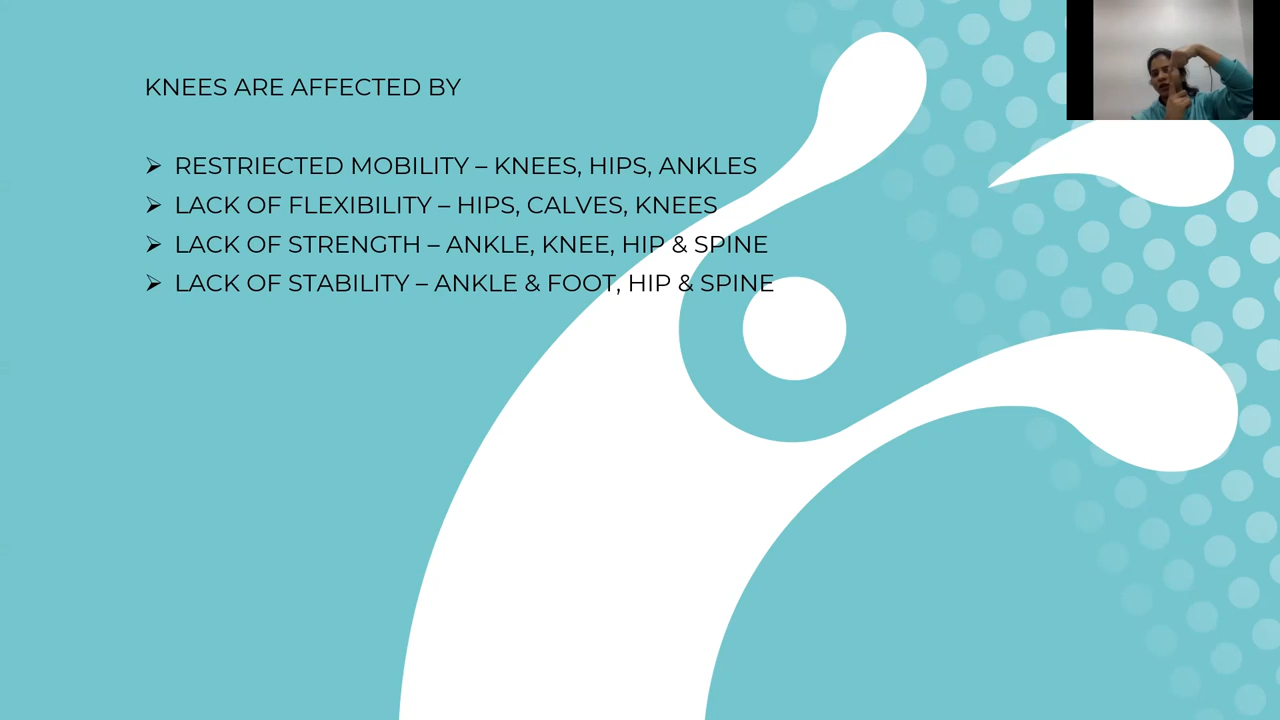 KNEES ARE AFFECTED BY
➢ RESTRIECTED MOBILITY – KNEES, HIPS, ANKLES
➢ LACK OF FLEXIBILITY – HIPS, CALVES, KNEES
➢ LACK OF STRENGTH – ANKLE, KNEE, HIP & SPINE
➢ LACK OF STABILITY – ANKLE & FOOT, HIP & SPINE